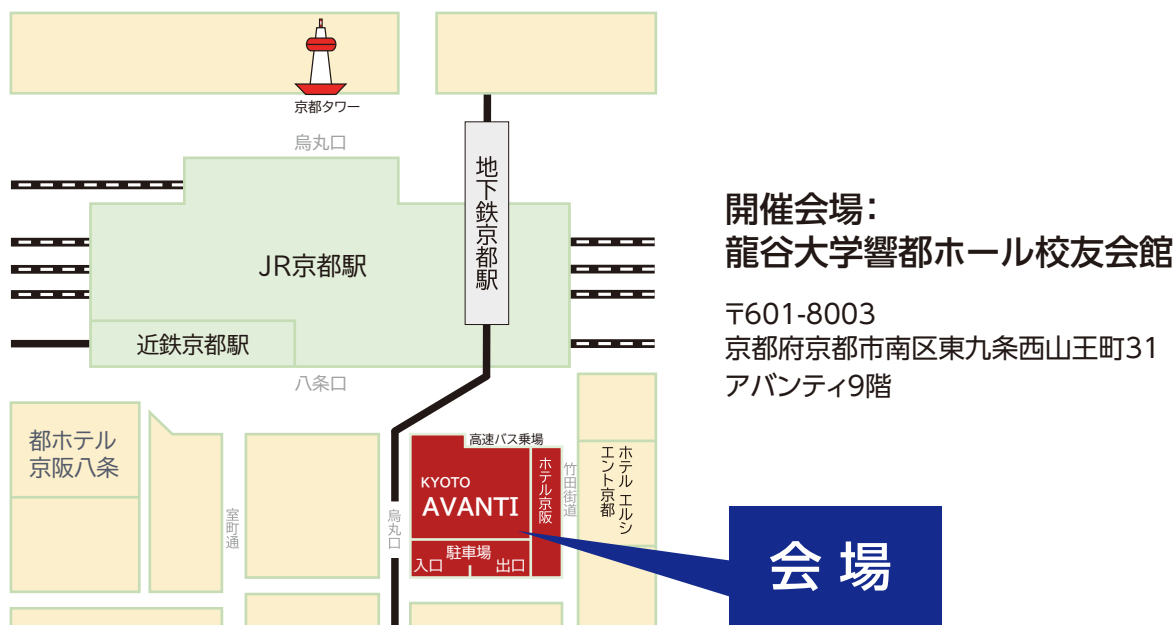 京都タワー
烏丸口
地下鉄京都駅
JR京都駅
近鉄京都駅
八条口
開催会場：
龍谷大学響都ホール校友会館
〒601-8003
京都府京都市南区東九条西山王町31
アバンティ9階
都ホテル
京阪八条
室町通
烏丸口
高速バス乗場
KYOTO
AVANTI
ホテル京阪
駐車場
入口
出口
竹田街道
ホテル エルシ
エント京都
会場